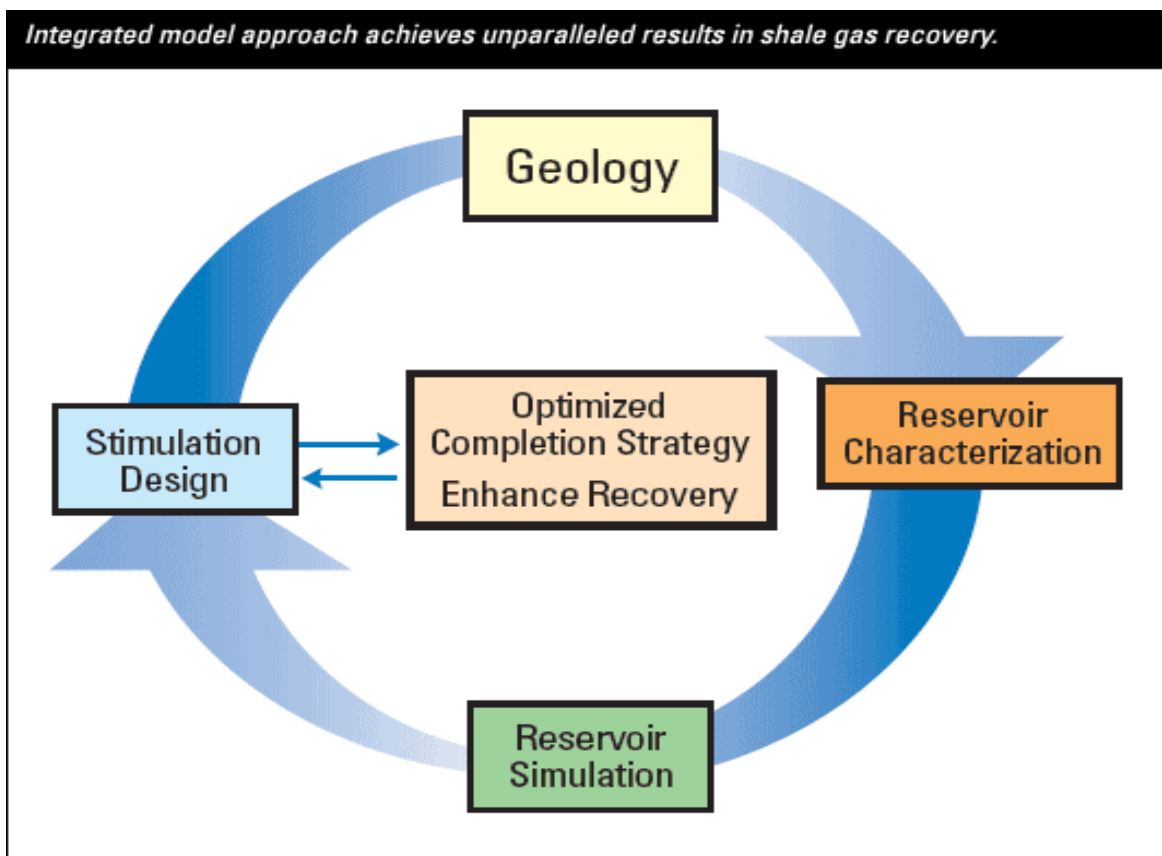 Integrated model approach achieves unparalleled results in shale gas recovery.
Geology
Reservoir
Characterization
Optimized
Completion Strategy
Enhance Recovery
Stimulation
Design
Reservoir
Simulation